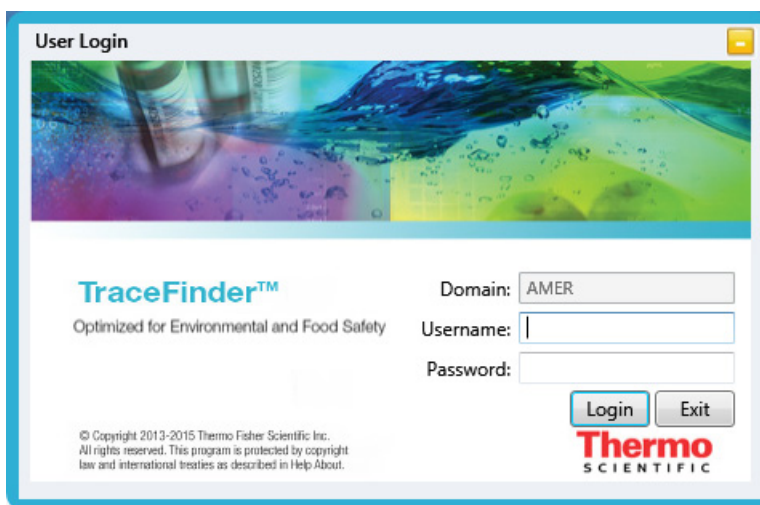 User Login
TraceFinder™
Optimized for Environmental and Food Safety
Domain: AMER
Username:
Password:
Login Exit
© Copyright 2013-2015 Thermo Fisher Scientific Inc.
All rights reserved. This program is protected by copyright
law and international treaties as described in Help About.
Thermo
SCIENTIFIC